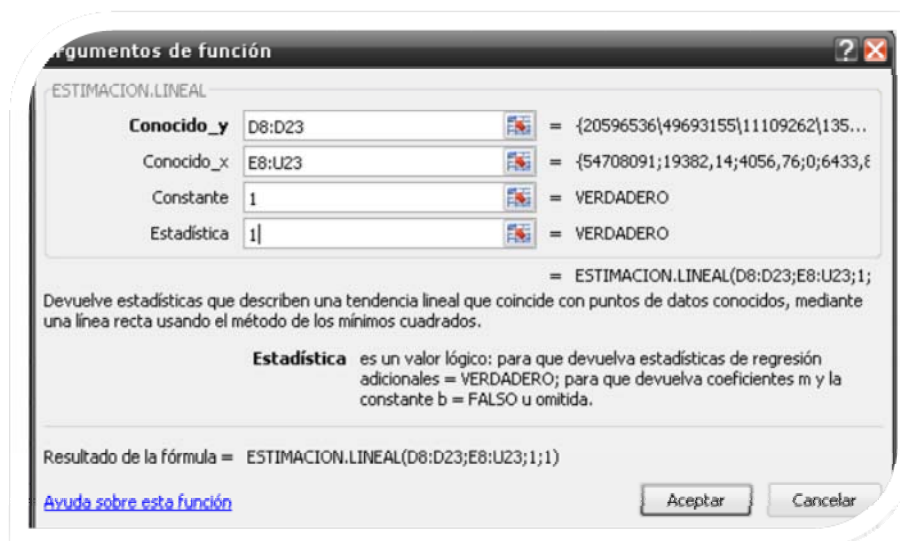 rgumentos de función
ESTIMACION.LINEAL
Conocido_y D8:D23 = {20596536\49693155\11109262\135...
Conocido_x E8:U23 = {54708091;19382,14;4056,76;0;6433,8
Constante 1 = VERDADERO
Estadística 1 = VERDADERO
= ESTIMACION.LINEAL(D8:D23;E8:U23;1;
Devuelve estadísticas que describen una tendencia lineal que coincide con puntos de datos conocidos, mediante
una línea recta usando el método de los mínimos cuadrados.
Estadística es un valor lógico: para que devuelva estadísticas de regresión
adicionales = VERDADERO; para que devuelva coeficientes m y la
constante b = FALSO u omitida.
Resultado de la fórmula = ESTIMACION.LINEAL(D8:D23;E8:U23;1;1)
Ayuda sobre esta función
Aceptar Cancelar